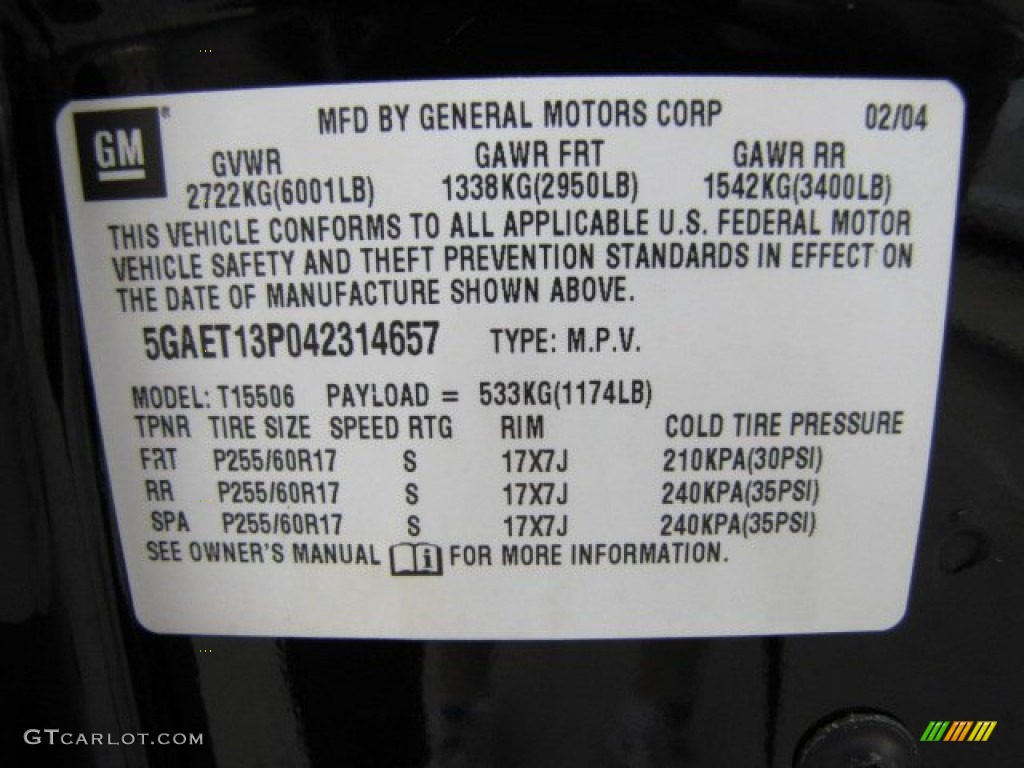 GM ® MFD BY GENERAL MOTORS CORP 02/04
GVWR GAWR FRT GAWR RR
2722KG(6001LB) 1338KG(2950LB) 1542KG(3400LB)
THIS VEHICLE CONFORMS TO ALL APPLICABLE U.S. FEDERAL MOTOR
VEHICLE SAFETY AND THEFT PREVENTION STANDARDS IN EFFECT ON
THE DATE OF MANUFACTURE SHOWN ABOVE.
5GAET13P042314657 TYPE: M.P.V.
MODEL: T15506 PAYLOAD = 533KG(1174LB)
TPNR TIRE SIZE SPEED RTG RIM COLD TIRE PRESSURE
FRT P255/60R17 S 17X7J 210KPA(30PSI)
RR P255/60R17 S 17X7J 240KPA(35PSI)
SPA P255/60R17 S 17X7J 240KPA(35PSI)
SEE OWNER'S MANUAL i FOR MORE INFORMATION.
GTCARLOT.COM